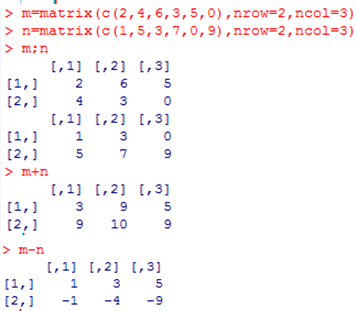 > m=matrix(c(2,4,6,3,5,0),nrow=2,ncol=3)
> n=matrix(c(1,5,3,7,0,9),nrow=2,ncol=3)
> m;n
     [,1] [,2] [,3]
[1,]    2    6    5
[2,]    4    3    0
     [,1] [,2] [,3]
[1,]    1    3    0
[2,]    5    7    9
> m+n
     [,1] [,2] [,3]
[1,]    3    9    5
[2,]    9   10    9
> m-n
     [,1] [,2] [,3]
[1,]    1    3    5
[2,]   -1   -4   -9